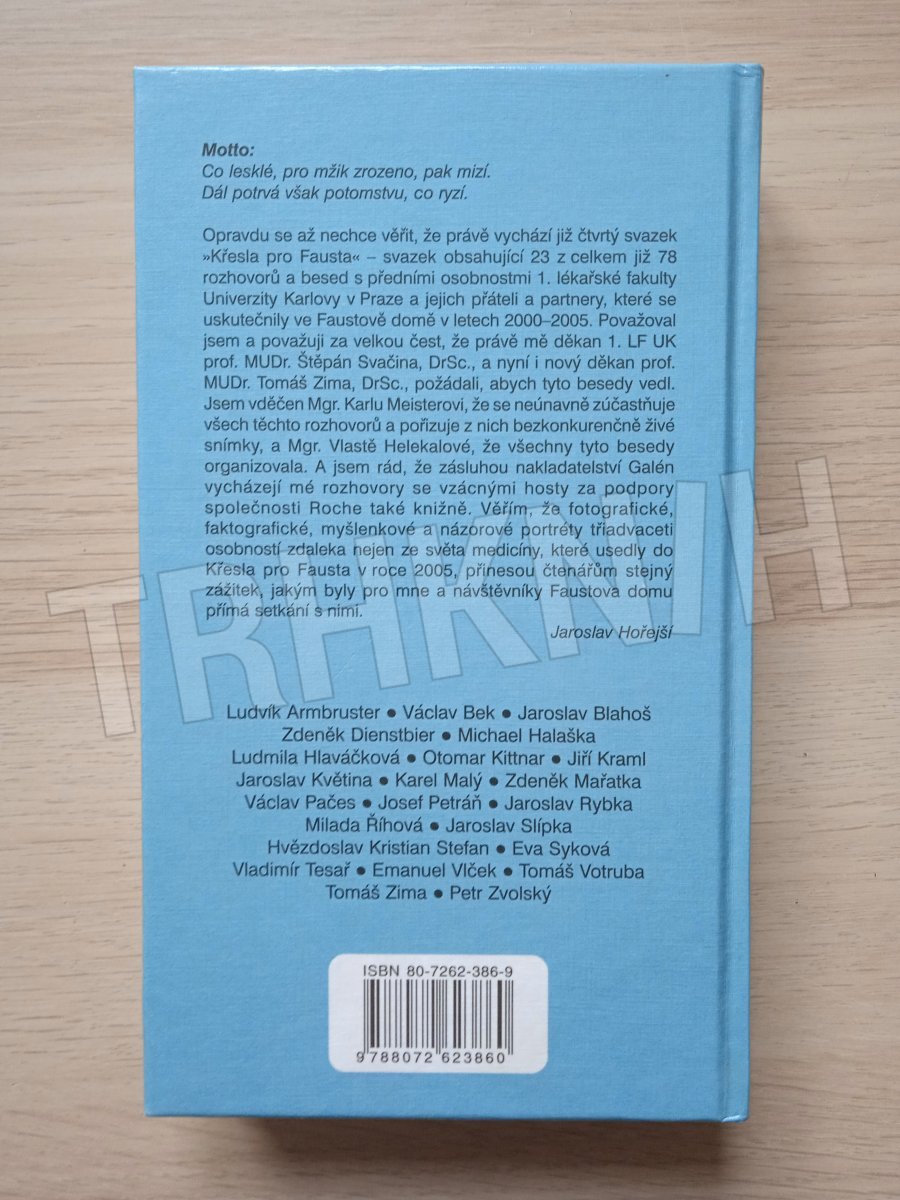 Motto:
Co lesklé, pro mžik zrozeno, pak mizí.
Dál potrvá však potomstvu, co ryzí.
Opravdu se až nechce věřit, že právě vychází již čtvrtý svazek
»Křesla pro Fausta« – svazek obsahující 23 z celkem již 78
rozhovorů a besed s předními osobnostmi 1. lékařské fakulty
Univerzity Karlovy v Praze a jejich přáteli a partnery, které se
uskutečnily ve Faustově domě v letech 2000–2005. Považoval
jsem a považuji za velkou čest, že právě mě děkan 1. LF UK
prof. MUDr. Štěpán Svačina, DrSc., a nyní i nový děkan prof.
MUDr. Tomáš Zima, DrSc., požádali, abych tyto besedy vedl.
Jsem vděčen Mgr. Karlu Meisterovi, že se neúnavně zúčastňuje
všech těchto rozhovorů a pořizuje z nich bezkonkurenčně živé
snímky, a Mgr. Vlastě Helekalové, že všechny tyto besedy
organizovala. A jsem rád, že zásluhou nakladatelství Galén
vycházejí mé rozhovory se vzácnými hosty za podpory
společnosti Roche také knižně. Věřím, že fotografické,
faktografické, myšlenkové a názorové portréty třiadvaceti
osobností zdaleka nejen ze světa medicíny, které usedly do
Křesla pro Fausta v roce 2005, přinesou čtenářům stejný
zážitek, jakým byly pro mne a návštěvníky Faustova domu
přímá setkání s nimi.
Jaroslav Hořejší
TRHKNIH
Ludvík Armbruster ● Václav Bek ● Jaroslav Blahoš
Zdeněk Dienstbier ● Michael Halaška
Ludmila Hlaváčková ● Otomar Kittnar ● Jiří Kraml
Jaroslav Květina ● Karel Malý ● Zdeněk Mařatka
Václav Pačes ● Josef Petráň ● Jaroslav Rybka
Milada Říhová ● Jaroslav Slípka
Hvězdoslav Kristian Stefan ● Eva Syková
Vladimír Tesař ● Emanuel Vlček ● Tomáš Votruba
Tomáš Zima ● Petr Zvolský
ISBN 80-7262-386-9
9 788072 623860